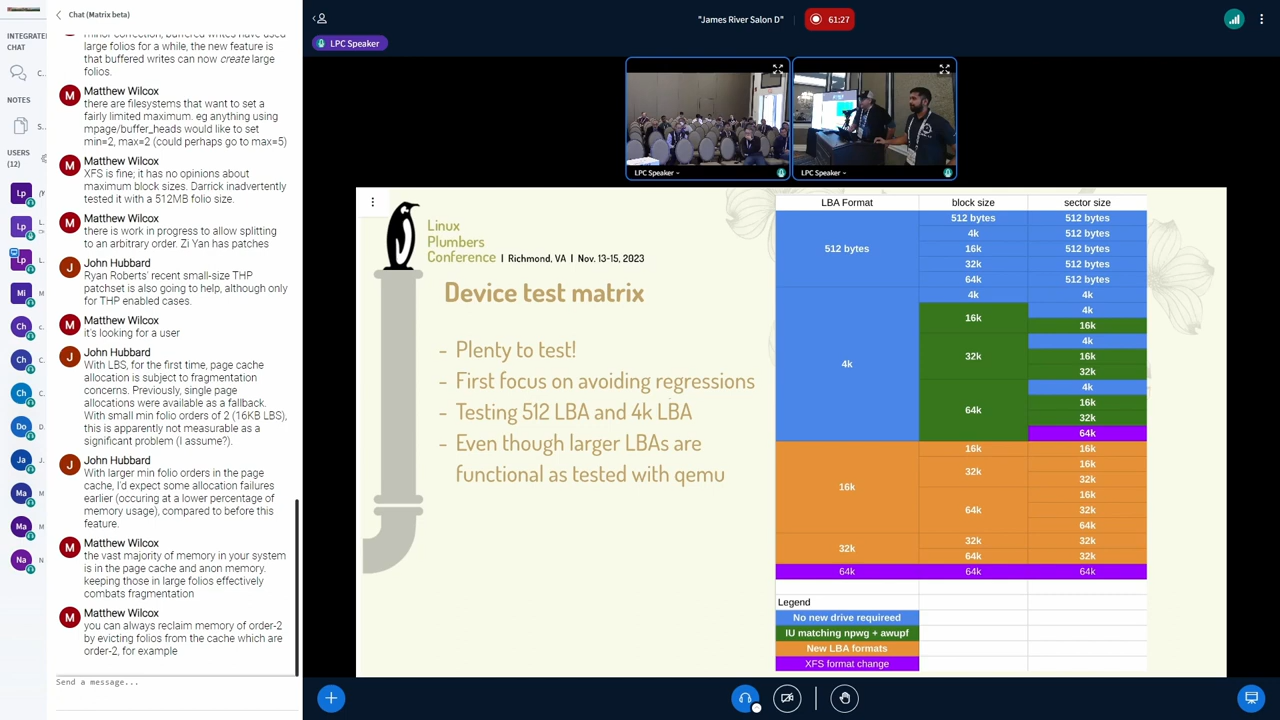 Chat (Matrix beta)
INTEGRATE
CHAT
C..
NOTES
S...
USERS
(12)
large folios for a while, the new feature is
that buffered writes can now create large
folios.
Matthew Wilcox
there are filesystems that want to set a
fairly limited maximum. eg anything using
mpage/buffer_heads would like to set
min=2, max=2 (could perhaps go to max=5)
Matthew Wilcox
XFS is fine; it has no opinions about
maximum block sizes. Darrick inadvertently
tested it with a 512MB folio size.
Matthew Wilcox
there is work in progress to allow splitting
to an arbitrary order. Zi Yan has patches
John Hubbard
Ryan Roberts' recent small-size THP
patchset is also going to help, although only
for THP enabled cases.
Matthew Wilcox
it's looking for a user
John Hubbard
With LBS, for the first time, page cache
allocation is subject to fragmentation
concerns. Previously, single page
allocations were available as a fallback.
With small min folio orders of 2 (16KB LBS),
this is apparently not measurable as a
significant problem (I assume?).
John Hubbard
With larger min folio orders in the page
cache, I'd expect some allocation failures
earlier (occuring at a lower percentage of
memory usage), compared to before this
feature.
Matthew Wilcox
the vast majority of memory in your system
is in the page cache and anon memory.
keeping those in large folios effectively
combats fragmentation
Matthew Wilcox
you can always reclaim memory of order-2
by evicting folios from the cache which are
order-2, for example
Send a message...
"James River Salon D"
61:27
LPC Speaker
LPC Speaker
LPC Speaker
Linux
Plumbers
Conference | Richmond, VA | Nov. 13-15, 2023
Device test matrix
- Plenty to test!
- First focus on avoiding regressions
- Testing 512 LBA and 4k LBA
- Even though larger LBAs are
functional as tested with qemu
LBA Format block size sector size
512 bytes 512 bytes
4k 512 bytes
512 bytes 16k 512 bytes
32k 512 bytes
64k 512 bytes
4k 4k
16k 4k
16k
4k
4k 32k 16k
32k
4k
64k 16k
32k
64k
16k 16k
32k 16k
32k
16k 16k
64k 32k
64k
32k 32k 32k
64k 32k
64k 64k 64k
Legend
No new drive requireed
IU matching npwg + awupf
New LBA formats
XFS format change